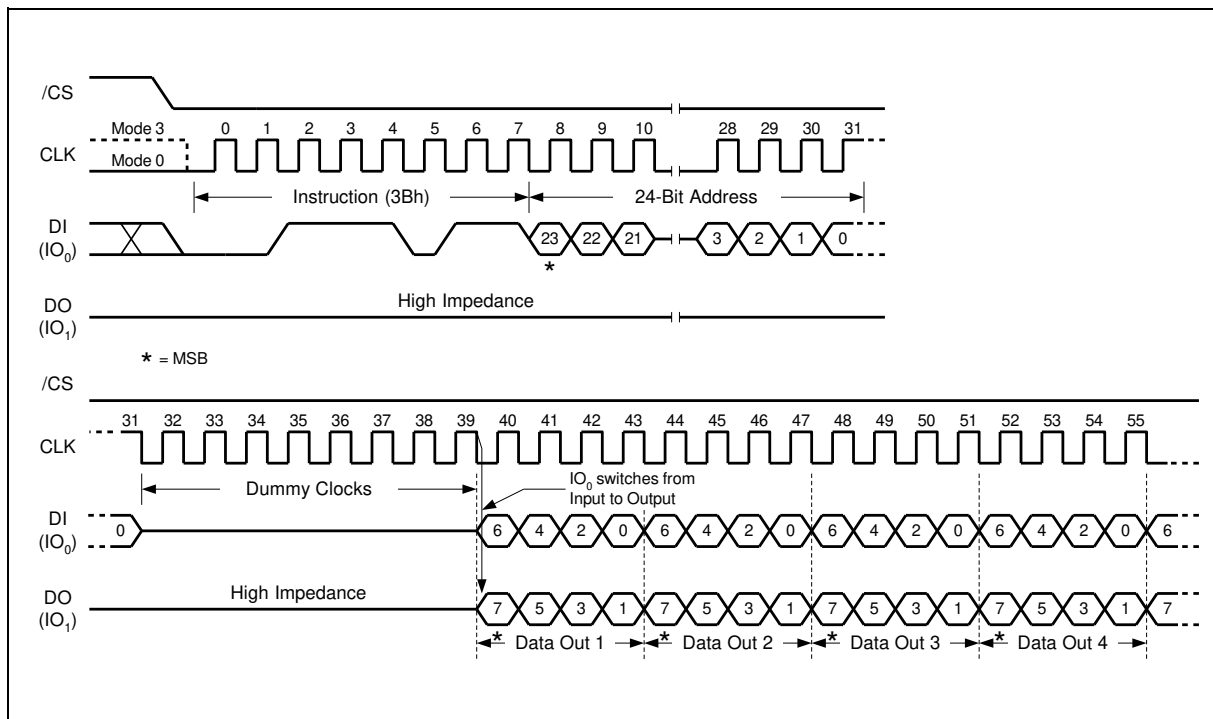 /CS
Mode 3 0 1 2 3 4 5 6 7 8 9 10 28 29 30 31
CLK
Mode 0
Instruction (3Bh) 24-Bit Address
DI
(IO0) 23 22 21 3 2 1 0
*
High Impedance
DO
(IO1)
* = MSB
/CS
31 32 33 34 35 36 37 38 39 40 41 42 43 44 45 46 47 48 49 50 51 52 53 54 55
CLK
Dummy Clocks
IO0 switches from
Input to Output
DI
(IO0) 0 6 4 2 0 6 4 2 0 6 4 2 0 6 4 2 0 6
High Impedance
DO
(IO1) 7 5 3 1 7 5 3 1 7 5 3 1 7 5 3 1 7
* Data Out 1 * Data Out 2 * Data Out 3 * Data Out 4